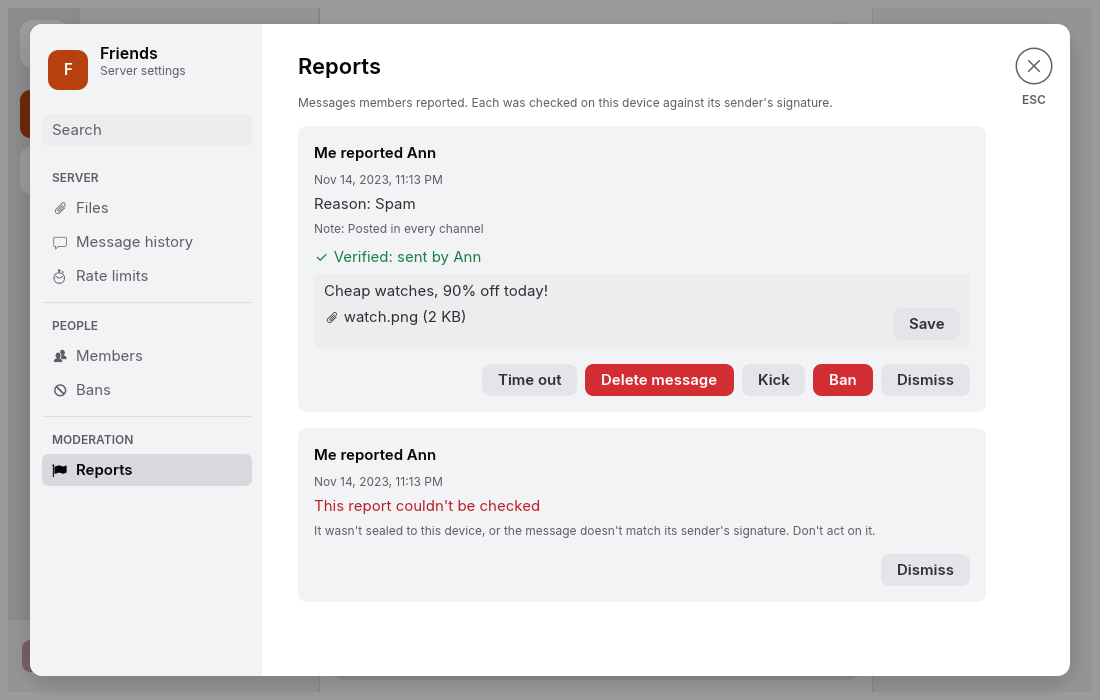 F
Friends
Server settings
Search
SERVER
Files
Message history
Rate limits
PEOPLE
Members
Bans
MODERATION
Reports
Reports
ESC
Messages members reported. Each was checked on this device against its sender's signature.
Me reported Ann
Nov 14, 2023, 11:13 PM
Reason: Spam
Note: Posted in every channel
Verified: sent by Ann
Cheap watches, 90% off today!
watch.png (2 KB)
Save
Time out Delete message Kick Ban Dismiss
Me reported Ann
Nov 14, 2023, 11:13 PM
This report couldn't be checked
It wasn't sealed to this device, or the message doesn't match its sender's signature. Don't act on it.
Dismiss